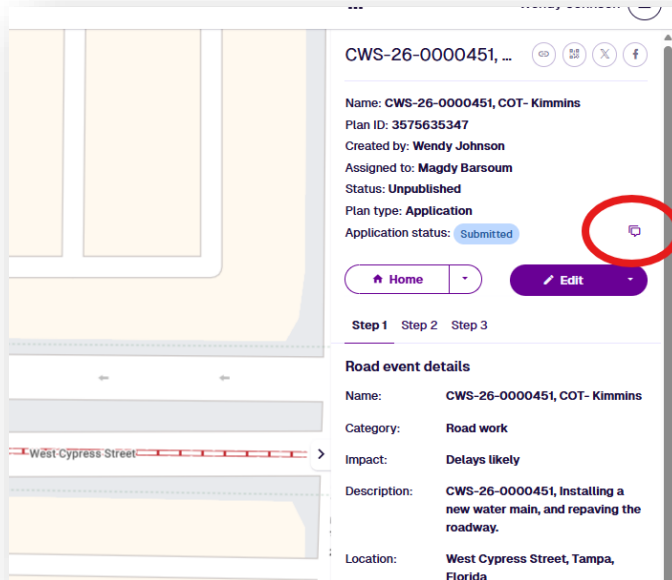 CWS-26-0000451, ...
Name: CWS-26-0000451, COT- Kimmins
Plan ID: 3575635347
Created by: Wendy Johnson
Assigned to: Magdy Barsoum
Status: Unpublished
Plan type: Application
Application status: Submitted
Home
Edit
Step 1 Step 2 Step 3
Road event details
Name: CWS-26-0000451, COT- Kimmins
Category: Road work
Impact: Delays likely
West Cypress Street
Description: CWS-26-0000451, Installing a
new water main, and repaving the
roadway.
Location: West Cypress Street, Tampa,
Florida